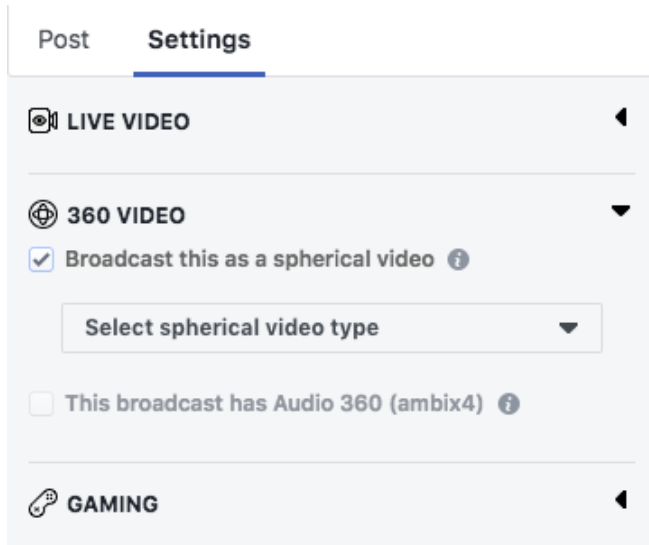 Post Settings
LIVE VIDEO
360 VIDEO
Broadcast this as a spherical video
Select spherical video type
This broadcast has Audio 360 (ambix4)
GAMING